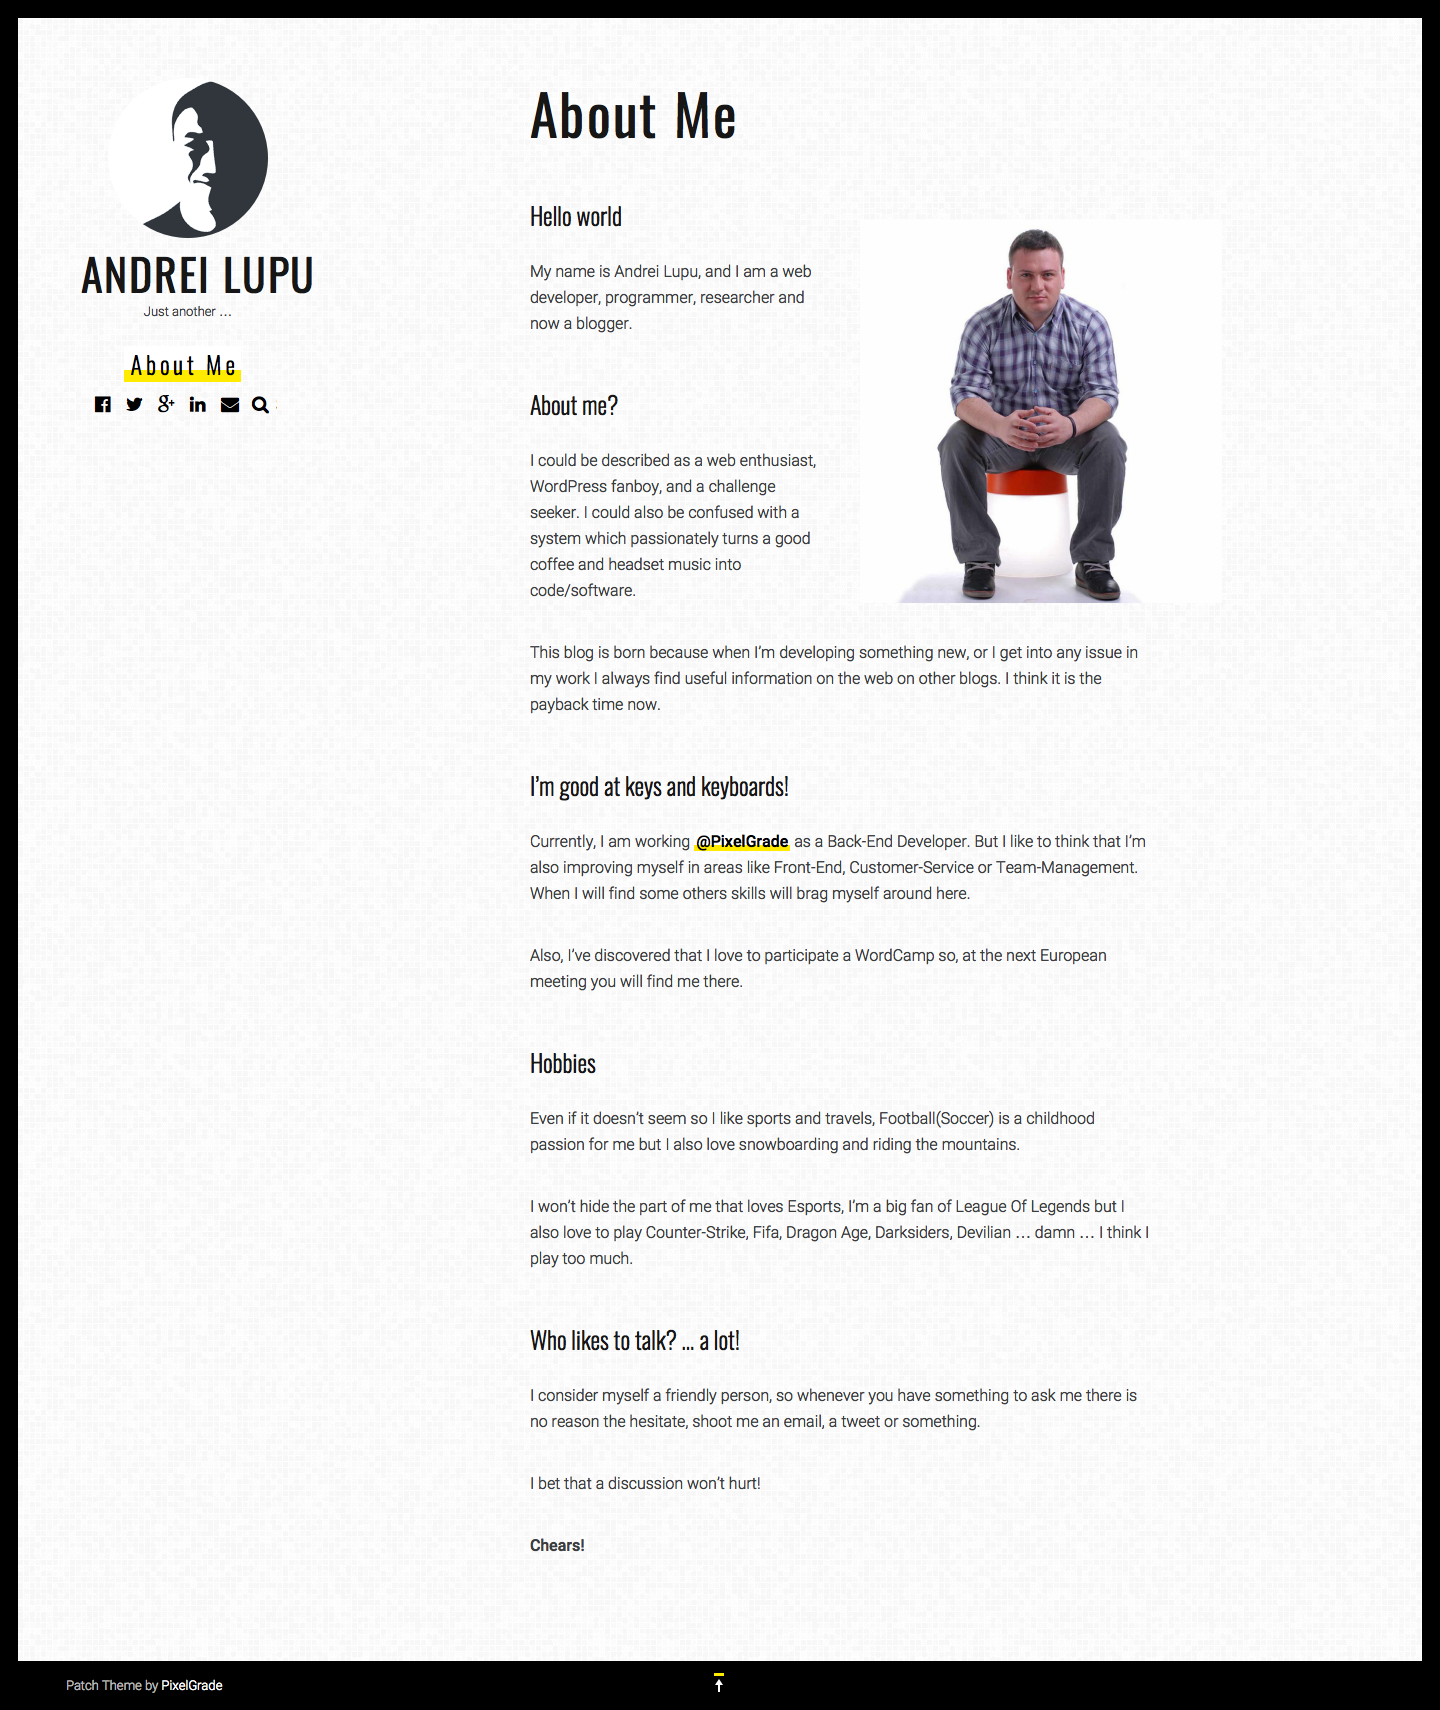 ANDREI LUPU
Just another …
About Me
About Me
Hello world
My name is Andrei Lupu, and I am a web
developer, programmer, researcher and
now a blogger.
About me?
I could be described as a web enthusiast,
WordPress fanboy, and a challenge
seeker. I could also be confused with a
system which passionately turns a good
coffee and headset music into
code/software.
This blog is born because when I’m developing something new, or I get into any issue in
my work I always find useful information on the web on other blogs. I think it is the
payback time now.
I’m good at keys and keyboards!
Currently, I am working @PixelGrade as a Back-End Developer. But I like to think that I’m
also improving myself in areas like Front-End, Customer-Service or Team-Management.
When I will find some others skills will brag myself around here.
Also, I’ve discovered that I love to participate a WordCamp so, at the next European
meeting you will find me there.
Hobbies
Even if it doesn’t seem so I like sports and travels, Football(Soccer) is a childhood
passion for me but I also love snowboarding and riding the mountains.
I won’t hide the part of me that loves Esports, I’m a big fan of League Of Legends but I
also love to play Counter-Strike, Fifa, Dragon Age, Darksiders, Devilian … damn … I think I
play too much.
Who likes to talk? … a lot!
I consider myself a friendly person, so whenever you have something to ask me there is
no reason the hesitate, shoot me an email, a tweet or something.
I bet that a discussion won’t hurt!
Chears!
Patch Theme by PixelGrade